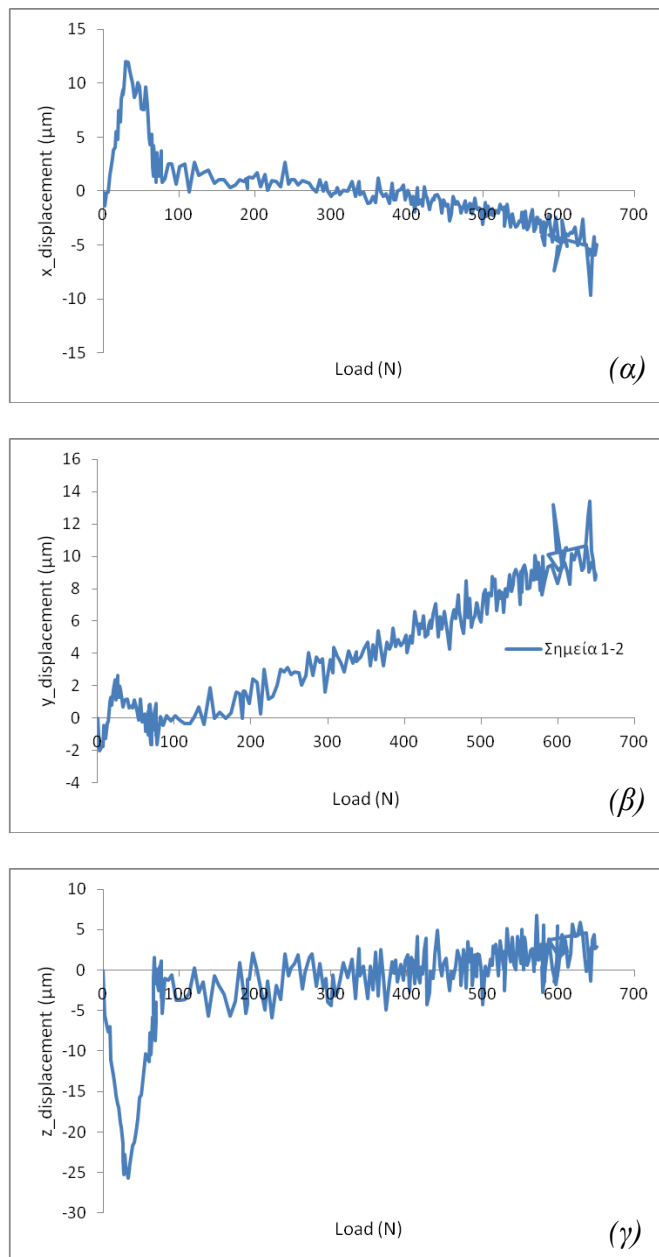 15
10
5
0
-5
-10
-15
0 100 200 300 400 500 600 700
x_displacement (μm)
Load (N)
(α)
16
14
12
10
8
6
4
2
0
-2
-4
0 100 200 300 400 500 600 700
y_displacement (μm)
Σημεία 1-2
Load (N)
(β)
10
5
0
-5
-10
-15
-20
-25
-30
0 100 200 300 400 500 600 700
z_displacement (μm)
Load (N)
(γ)